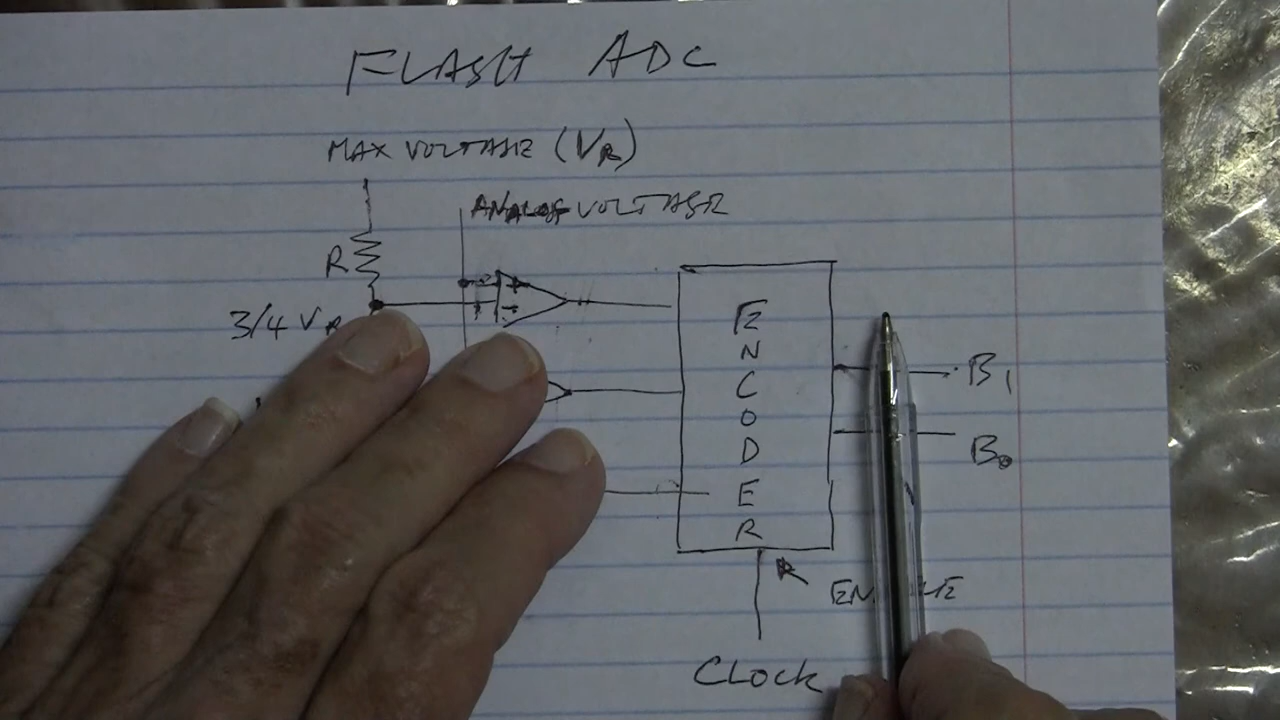 FLASH ADC
MAX VOLTAGE (VR)
ANALOG VOLTAGE
R
3/4 VR
+
-
E
N
C
O
D
E
R
B1
B0
CLOCK